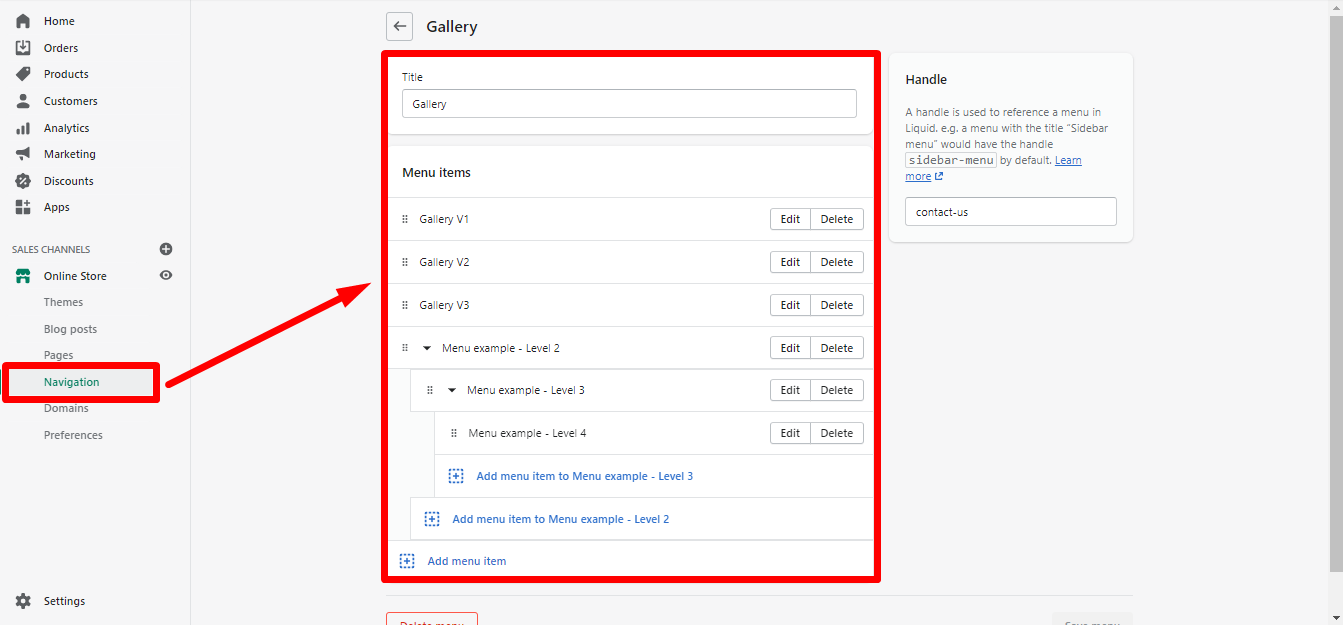 Home
Orders
Products
Customers
Analytics
Marketing
Discounts
Apps
SALES CHANNELS
Online Store
Themes
Blog posts
Pages
Navigation
Domains
Preferences
Settings
Gallery
Title
Gallery
Menu items
Gallery V1 Edit Delete
Gallery V2 Edit Delete
Gallery V3 Edit Delete
Menu example - Level 2 Edit Delete
Menu example - Level 3 Edit Delete
Menu example - Level 4 Edit Delete
Add menu item to Menu example - Level 3
Add menu item to Menu example - Level 2
Add menu item
Delete menu
Save menu
Handle
A handle is used to reference a menu in
Liquid. e.g. a menu with the title “Sidebar
menu” would have the handle
sidebar-menu by default. Learn
more
contact-us